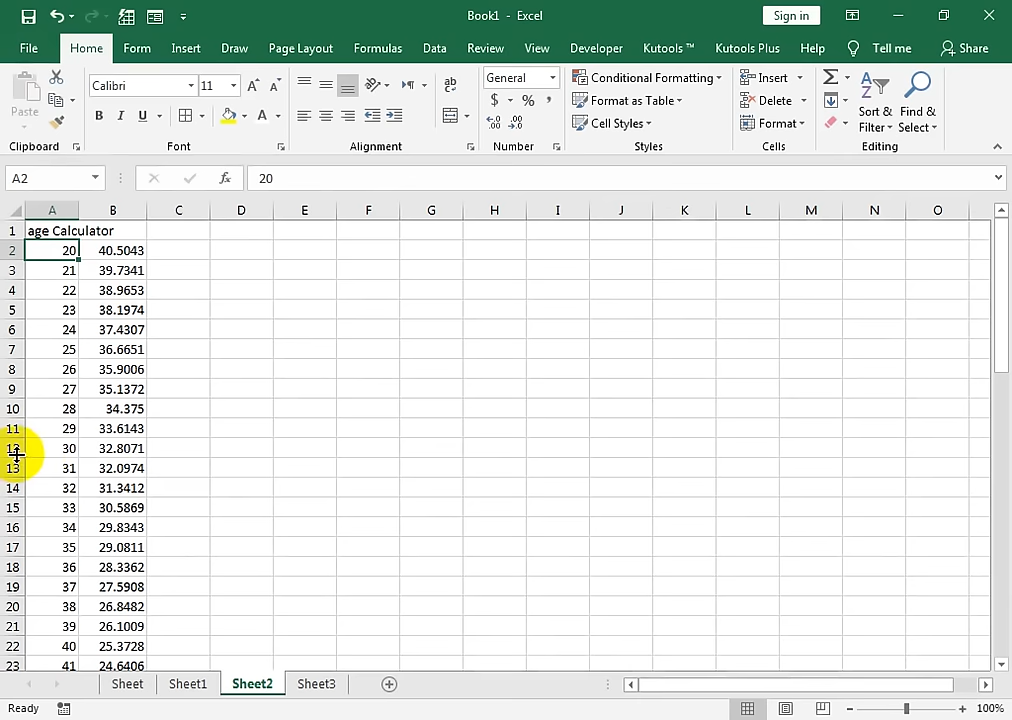 Book1 - Excel
Sign in
File Home Form Insert Draw Page Layout Formulas Data Review View Developer Kutools ™ Kutools Plus Help Tell me Share
Paste
Calibri 11
B I U A
ab
General
$ % ,
Conditional Formatting
Format as Table
Cell Styles
Insert
Delete
Format
Sort & Filter
Find & Select
Clipboard Font Alignment Number Styles Cells Editing
A2 fx 20
A B C D E F G H I J K L M N O
1 age Calculator
2 20 40.5043
3 21 39.7341
4 22 38.9653
5 23 38.1974
6 24 37.4307
7 25 36.6651
8 26 35.9006
9 27 35.1372
10 28 34.375
11 29 33.6143
12 30 32.8071
13 31 32.0974
14 32 31.3412
15 33 30.5869
16 34 29.8343
17 35 29.0811
18 36 28.3362
19 37 27.5908
20 38 26.8482
21 39 26.1009
22 40 25.3728
23 41 24.6406
Sheet Sheet1 Sheet2 Sheet3
Ready 100%